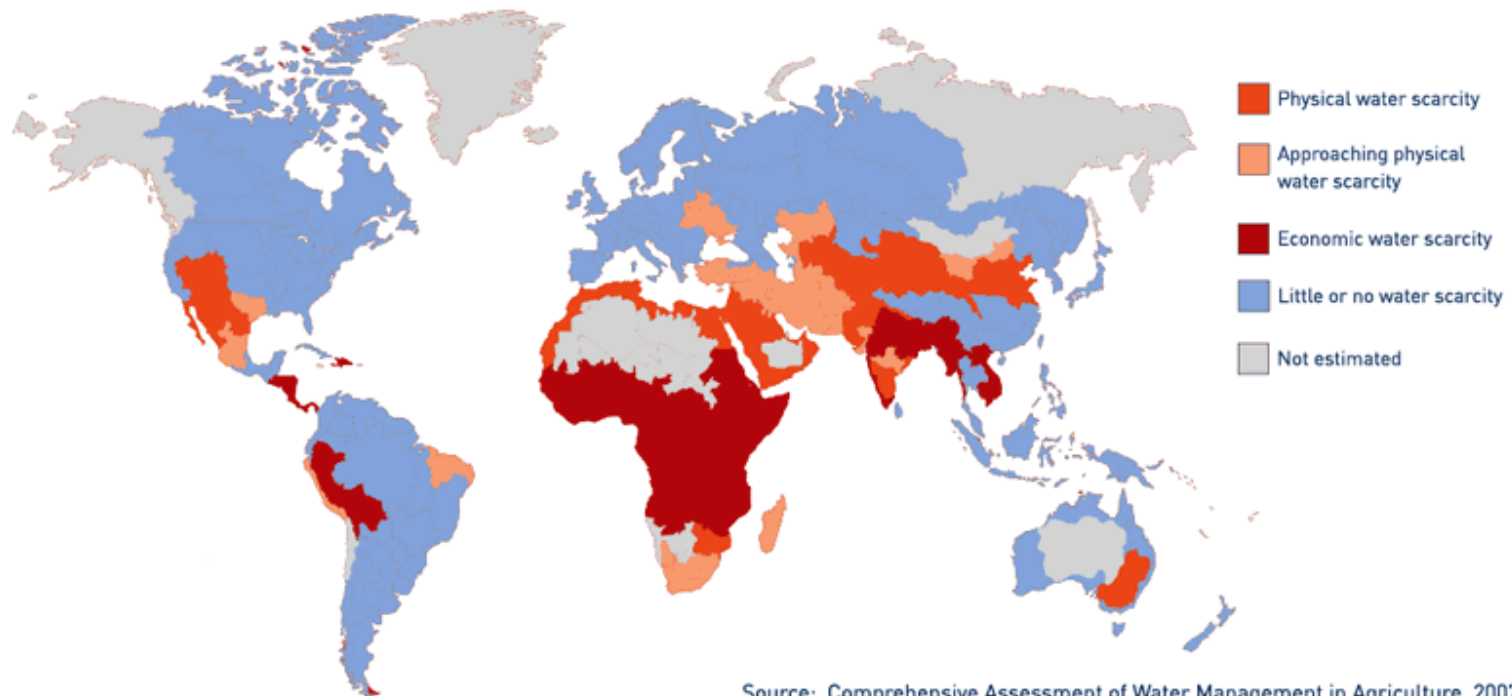 Physical water scarcity
Approaching physical
water scarcity
Economic water scarcity
Little or no water scarcity
Not estimated
Source: Comprehensive Assessment of Water Management in Agriculture,